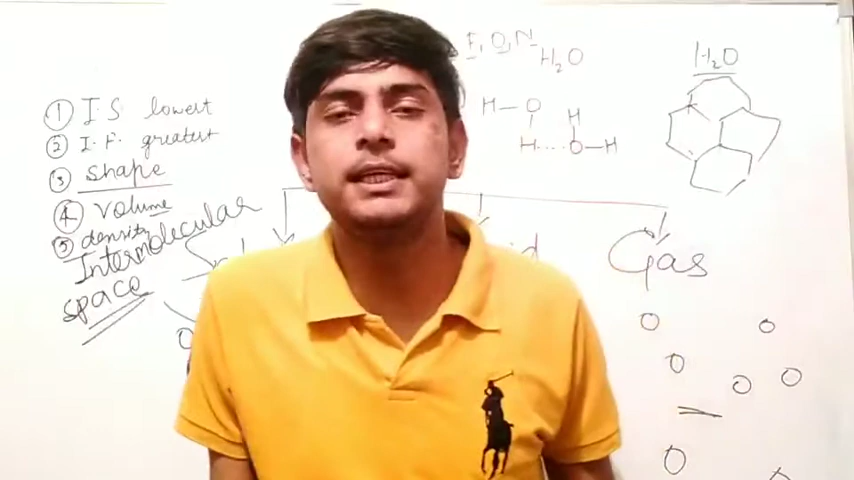 ① I.S lowest
② I.F. greatest
③ shape
④ volume
⑤ density
Intermolecular
space
F, O, N
H₂O
H—O
H
H....O—H
H₂O
Gas